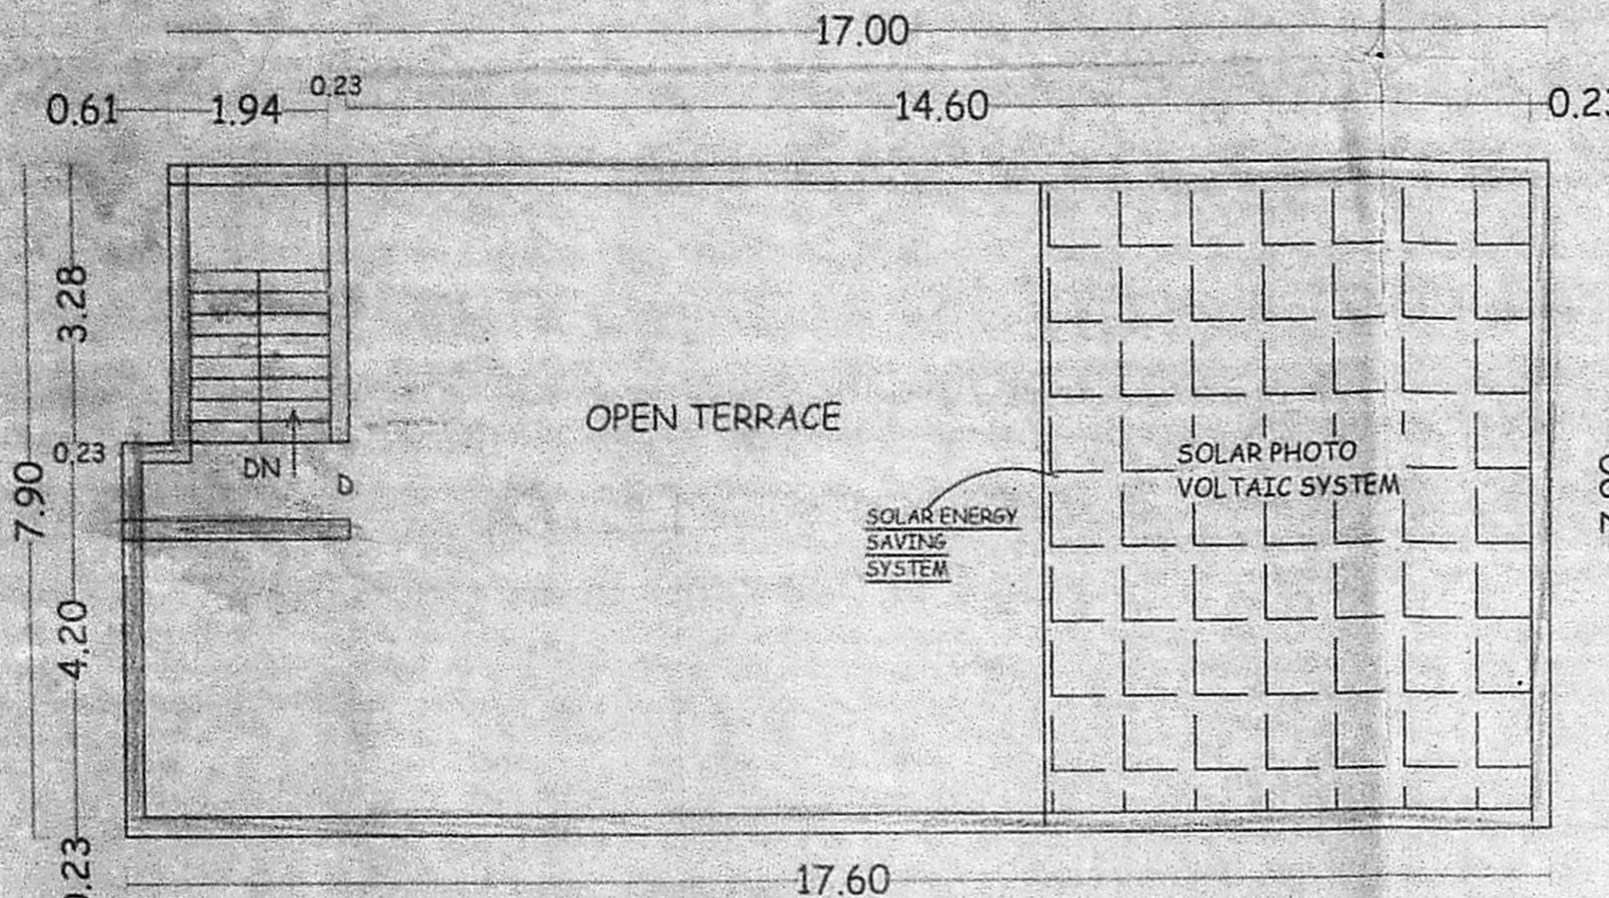 17.00
0.61
1.94
0.23
14.60
3.28
0.23
7.90
4.20
OPEN TERRACE
DN
D
SOLAR PHOTO
VOLTAIC SYSTEM
SOLAR ENERGY
SAVING
SYSTEM
17.60